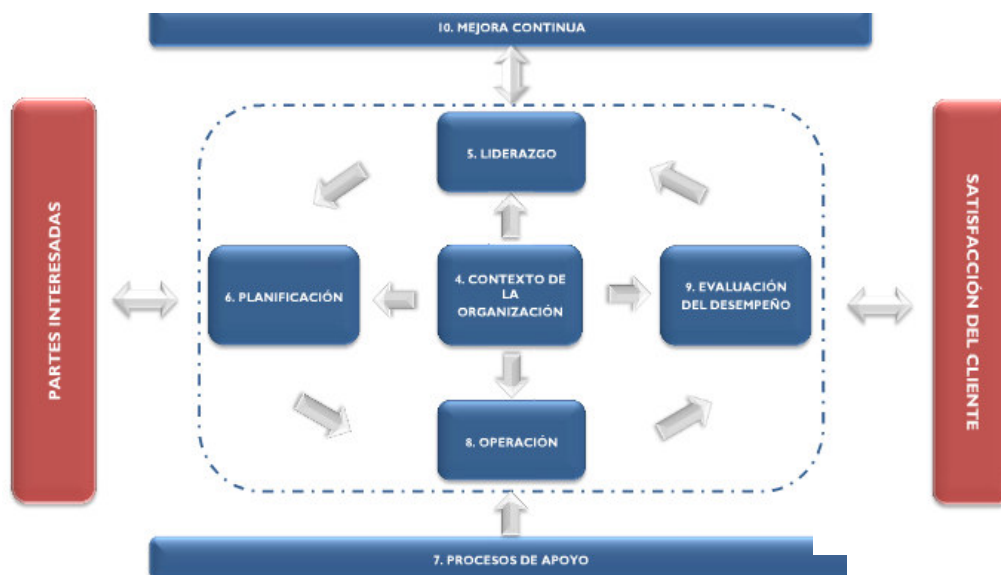 10. MEJORA CONTINUA
PARTES INTERESADAS
5. LIDERAZGO
6. PLANIFICACIÓN
4. CONTEXTO DE
LA
ORGANIZACIÓN
9. EVALUACIÓN
DEL DESEMPEÑO
8. OPERACIÓN
SATISFACCIÓN DEL CLIENTE
7. PROCESOS DE APOYO